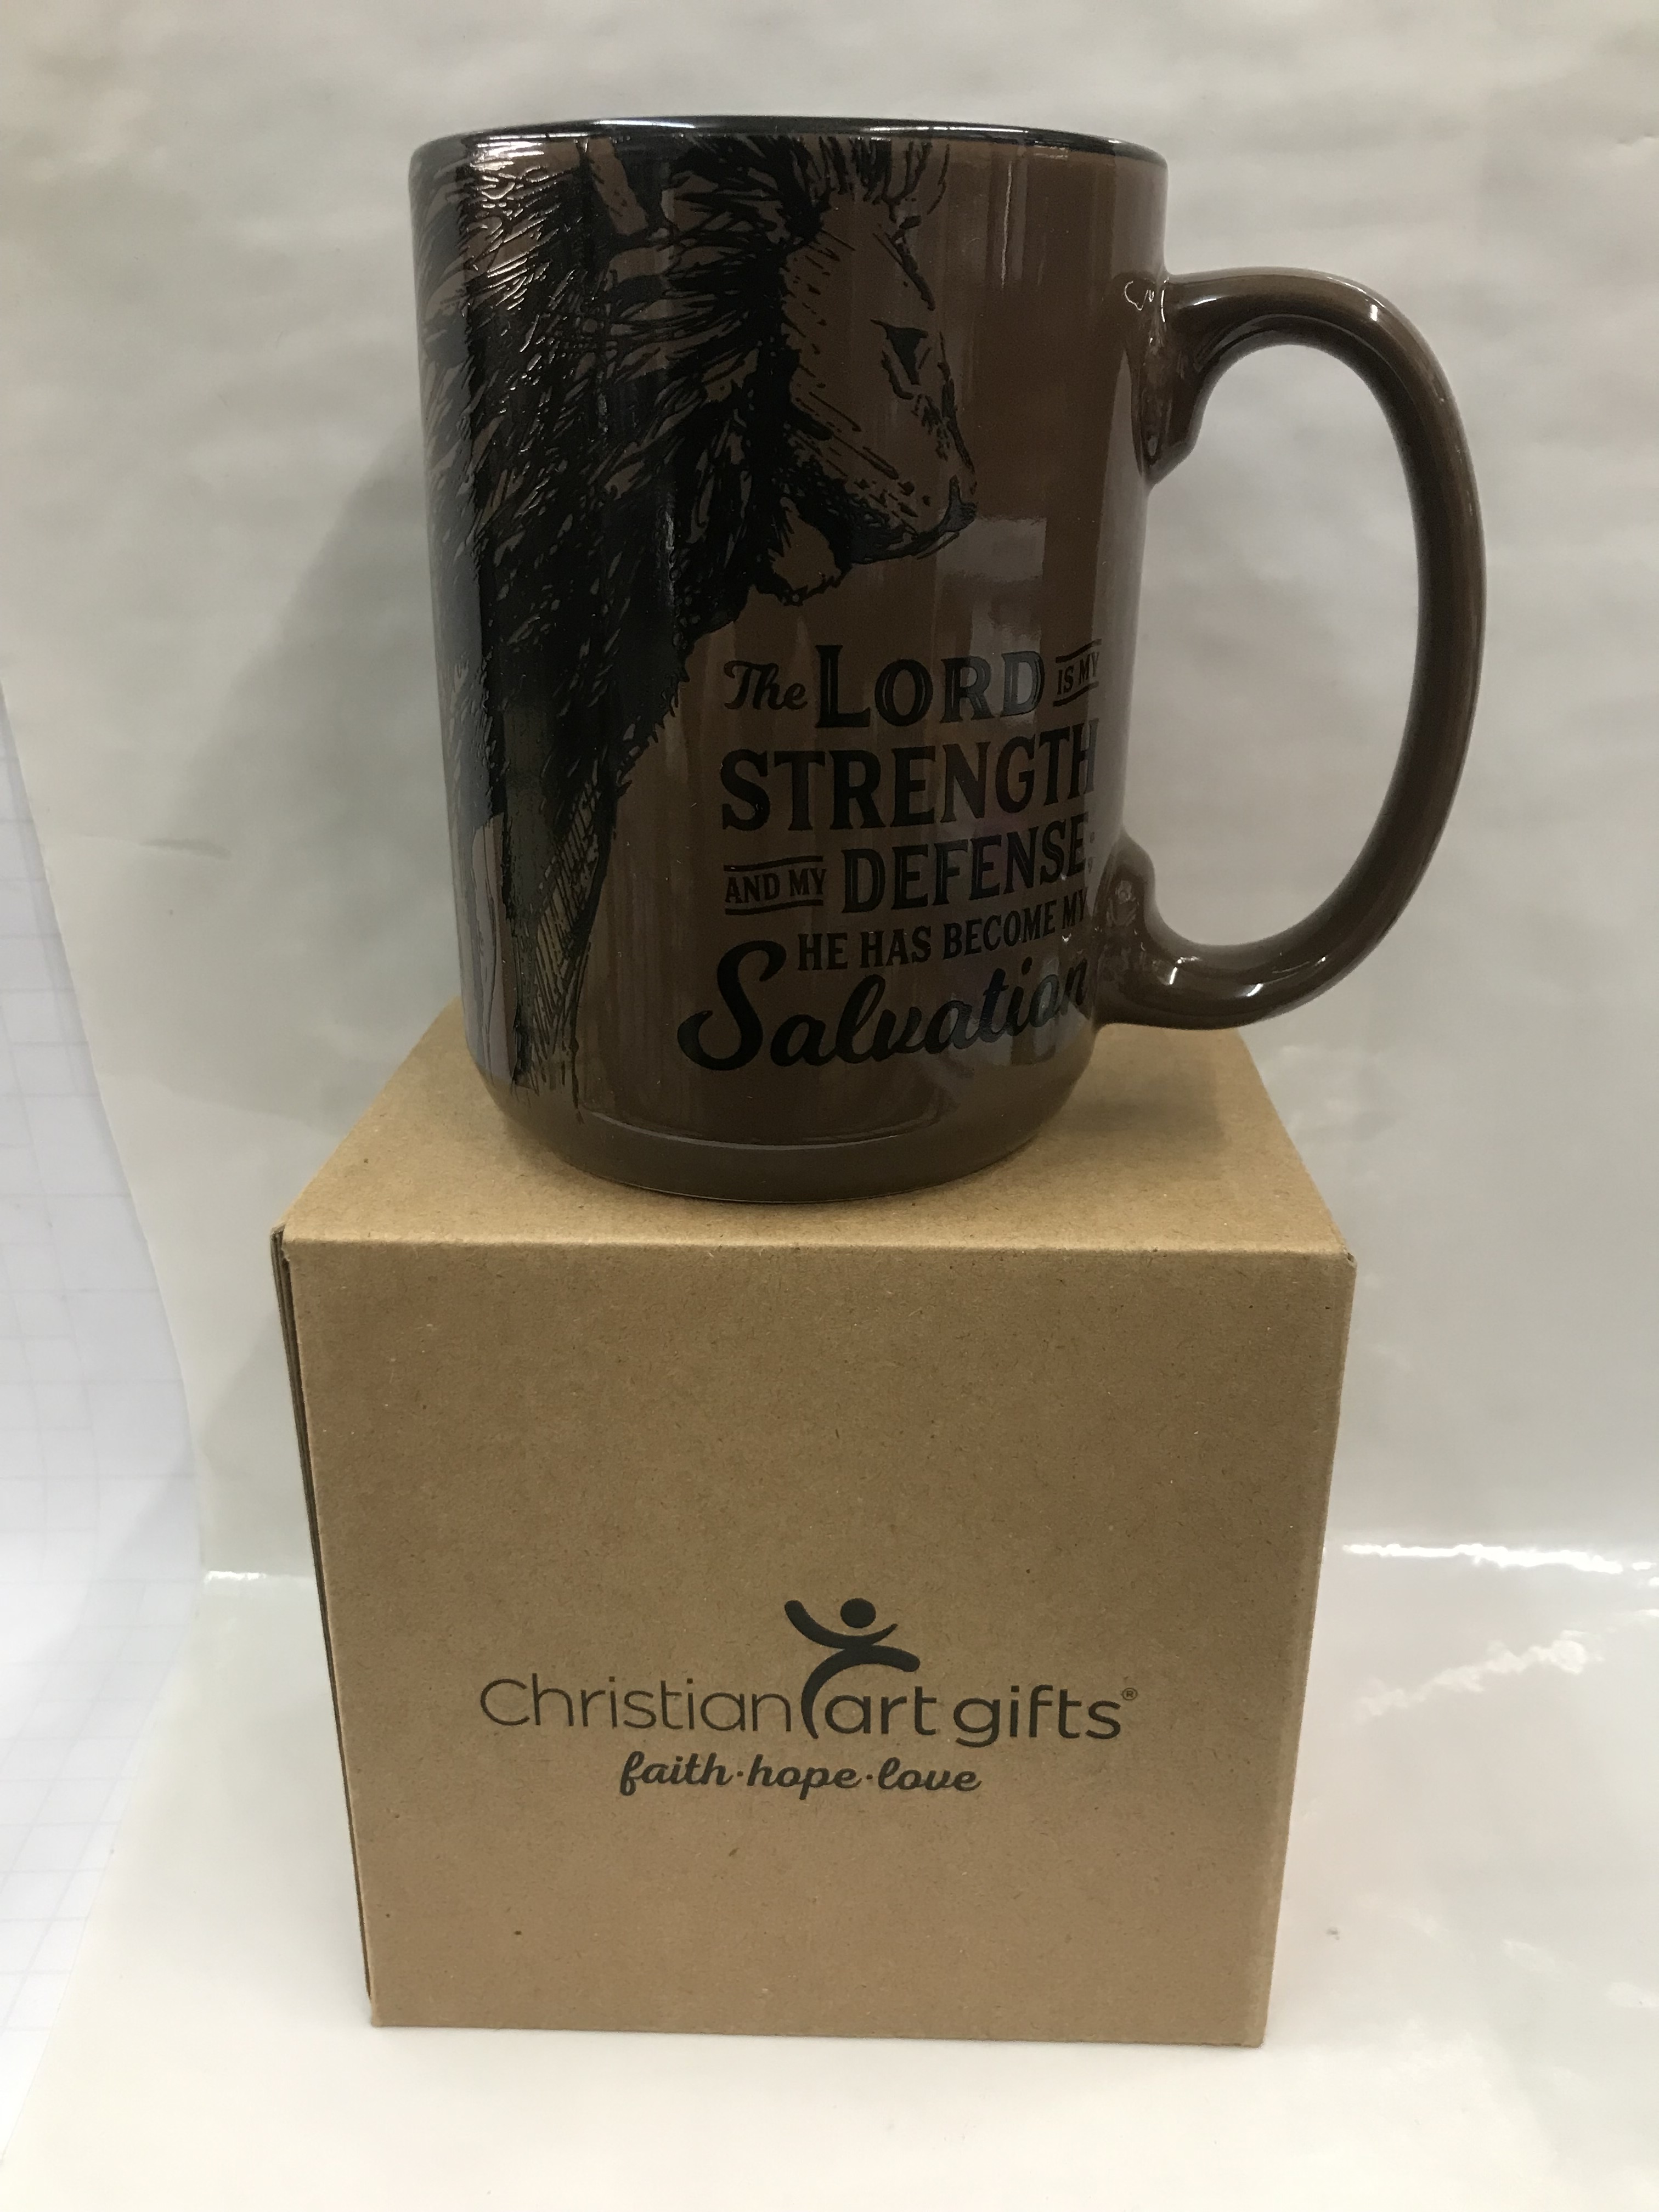 The LORD IS MY
STRENGTH
AND MY DEFENSE;
HE HAS BECOME MY
Salvation
christian art gifts®
faith·hope·love